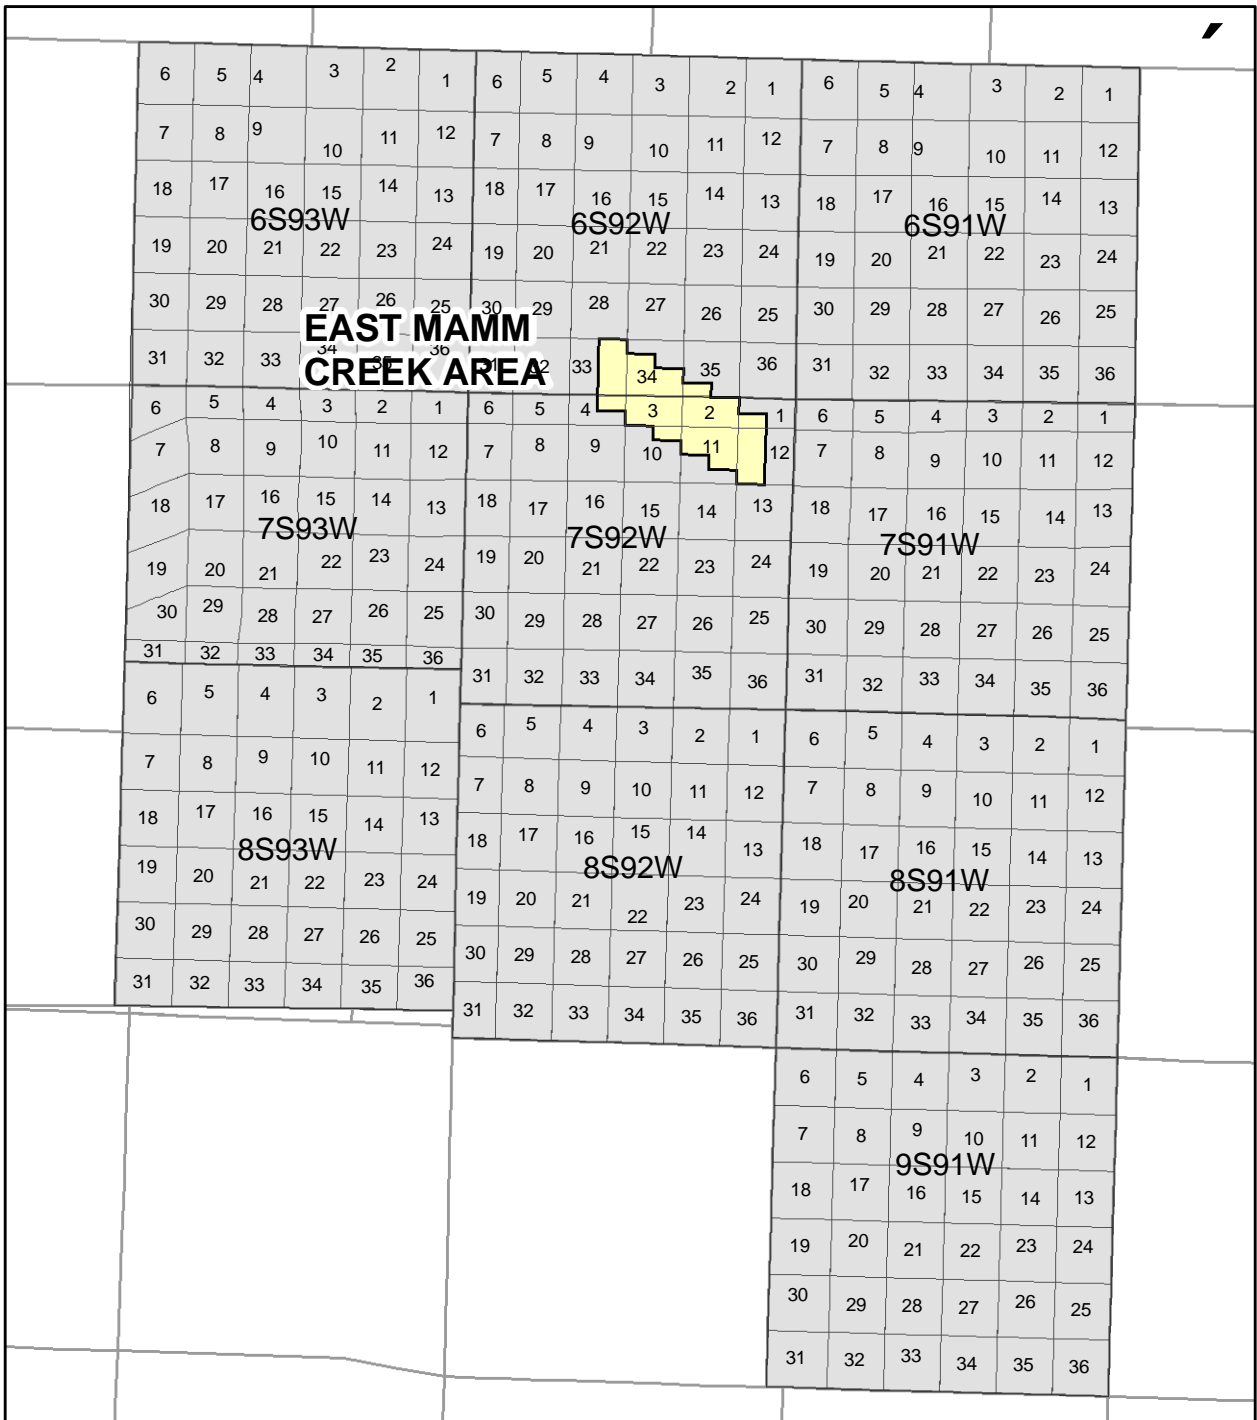 6 5 4 3 2 1 6 5 4 3 2 1 6 5 4 3 2 1
7 8 9 10 11 12 7 8 9 10 11 12 7 8 9 10 11 12
18 17 16 15 14 13 18 17 16 15 14 13 18 17 16 15 14 13
6S93W 6S92W 6S91W
19 20 21 22 23 24 19 20 21 22 23 24 19 20 21 22 23 24
30 29 28 27 26 25 30 29 28 27 26 25 30 29 28 27 26 25
EAST MAMM
31 32 33 34 35 36 31 32 33 34 35 36 31 32 33 34 35 36
CREEK AREA
6 5 4 3 2 1 6 5 4 3 2 1 6 5 4 3 2 1
7 8 9 10 11 12 7 8 9 10 11 12 7 8 9 10 11 12
18 17 16 15 14 13 18 17 16 15 14 13 18 17 16 15 14 13
7S93W 7S92W 7S91W
19 20 21 22 23 24 19 20 21 22 23 24 19 20 21 22 23 24
30 29 28 27 26 25 30 29 28 27 26 25 30 29 28 27 26 25
31 32 33 34 35 36 31 32 33 34 35 36 31 32 33 34 35 36
6 5 4 3 2 1 6 5 4 3 2 1 6 5 4 3 2 1
7 8 9 10 11 12 7 8 9 10 11 12 7 8 9 10 11 12
18 17 16 15 14 13 18 17 16 15 14 13 18 17 16 15 14 13
8S93W 8S92W 8S91W
19 20 21 22 23 24 19 20 21 22 23 24 19 20 21 22 23 24
30 29 28 27 26 25 30 29 28 27 26 25 30 29 28 27 26 25
31 32 33 34 35 36 31 32 33 34 35 36 31 32 33 34 35 36
6 5 4 3 2 1
7 8 9 10 11 12
9S91W
18 17 16 15 14 13
19 20 21 22 23 24
30 29 28 27 26 25
31 32 33 34 35 36